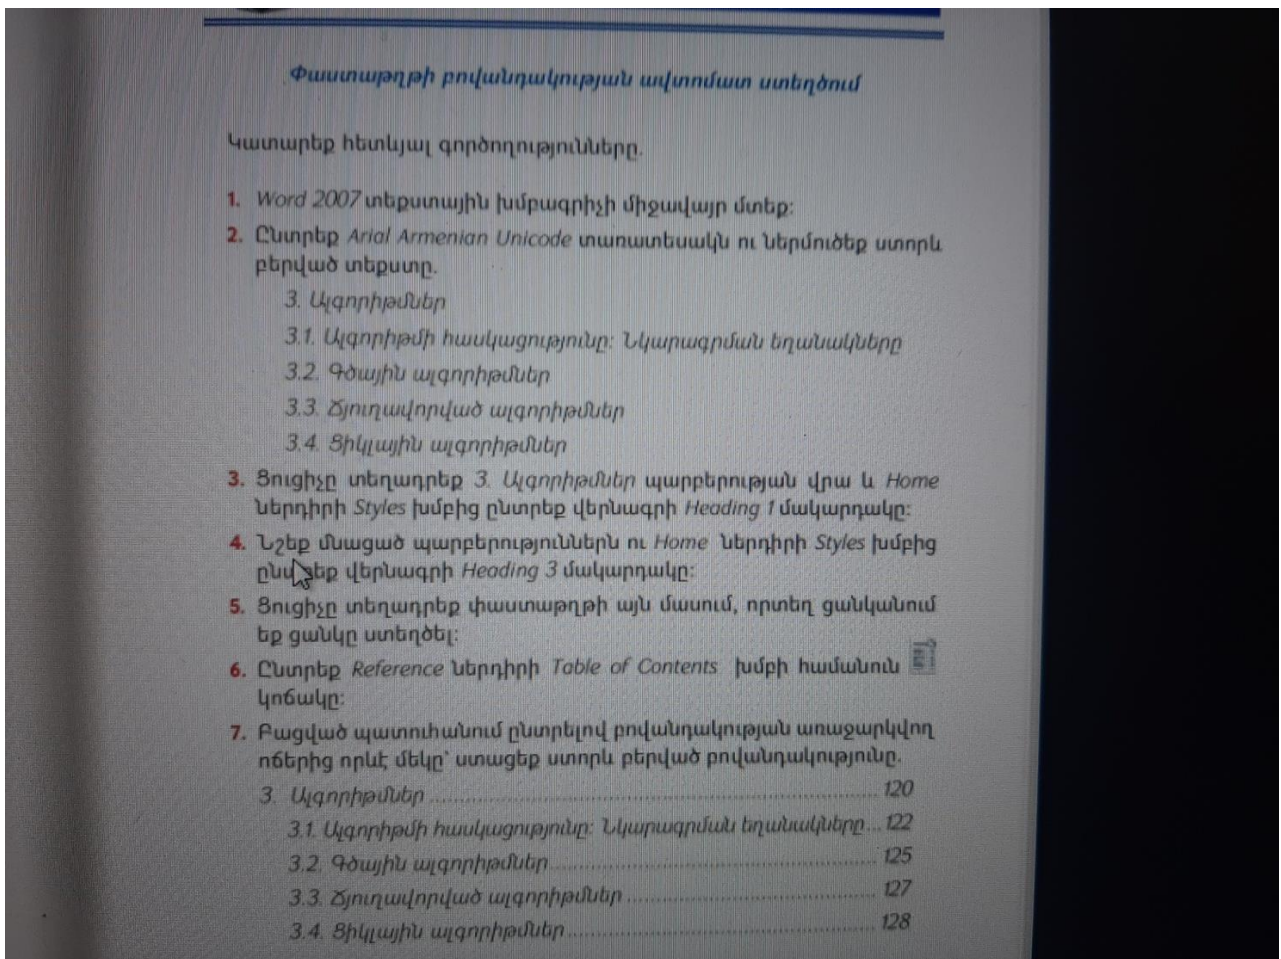 Փաստաթղթի բովանդակության ավտոմատ ստեղծում
Կատարեք հետևյալ գործողությունները.
1. Word 2007 տեքստային խմբագրիչի միջավայր մտեք:
2. Ընտրեք Arial Armenian Unicode տառատեսակն ու ներմուծեք ստորև
բերված տեքստը.
3. Ալգորիթմներ
3.1. Ալգորիթմի հասկացությունը: Նկարագրման եղանակները
3.2. Գծային ալգորիթմներ
3.3. Ճյուղավորված ալգորիթմներ
3.4. Ցիկլային ալգորիթմներ
3. Ցուցիչը տեղադրեք 3. Ալգորիթմներ պարբերության վրա և Home
ներդիրի Styles խմբից ընտրեք վերնագրի Heading 1 մակարդակը:
4. Նշեք մնացած պարբերություններն ու Home ներդիրի Styles խմբից
ընտրեք վերնագրի Heading 3 մակարդակը:
5. Ցուցիչը տեղադրեք փաստաթղթի այն մասում, որտեղ ցանկանում
եք ցանկը ստեղծել:
6. Ընտրեք Reference ներդիրի Table of Contents խմբի համանուն
կոճակը:
7. Բացված պատուհանում ընտրելով բովանդակության առաջարկվող
ոճերից որևէ մեկը՝ ստացեք ստորև բերված բովանդակությունը.
3. Ալգորիթմներ ........ 120
3.1. Ալգորիթմի հասկացությունը: Նկարագրման եղանակները ... 122
3.2. Գծային ալգորիթմներ ........ 125
3.3. Ճյուղավորված ալգորիթմներ ........ 127
3.4. Ցիկլային ալգորիթմներ ........ 128